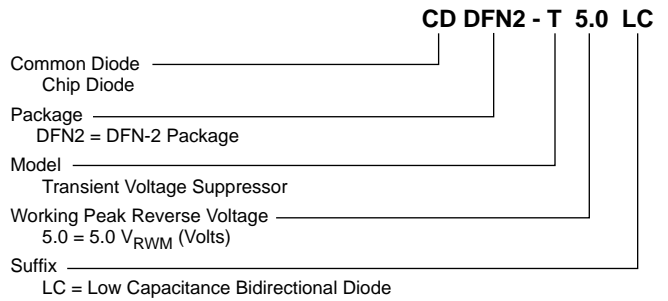 CD DFN2 - T 5.0 LC
Common Diode
Chip Diode
Package
DFN2 = DFN-2 Package
Model
Transient Voltage Suppressor
Working Peak Reverse Voltage
5.0 = 5.0 VRWM (Volts)
Suffix
LC = Low Capacitance Bidirectional Diode